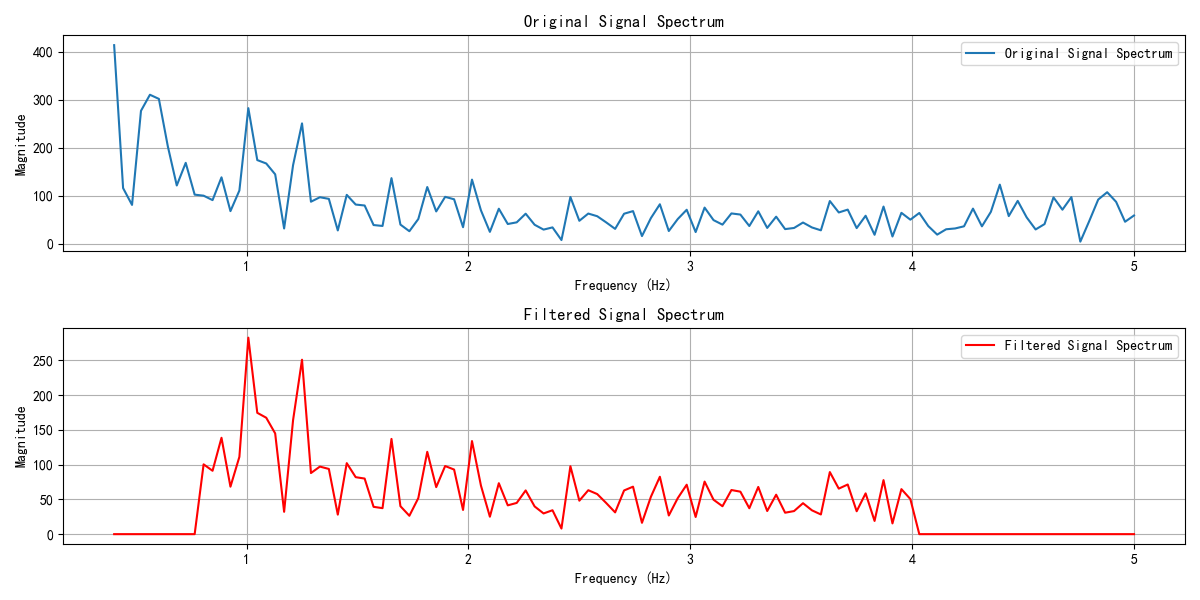 Original Signal Spectrum
Original Signal Spectrum
Magnitude
400
300
200
100
0
1 2 3 4 5
Frequency (Hz)
Filtered Signal Spectrum
Filtered Signal Spectrum
Magnitude
250
200
150
100
50
0
1 2 3 4 5
Frequency (Hz)